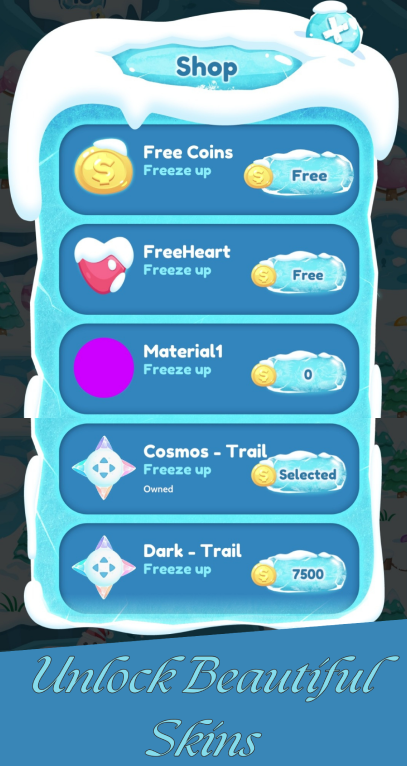 Shop
Free Coins
Freeze up
Free
FreeHeart
Freeze up
Free
Material1
Freeze up
0
Cosmos - Trail
Freeze up
Selected
Owned
Dark - Trail
Freeze up
7500
Unlock Beautiful
Skins